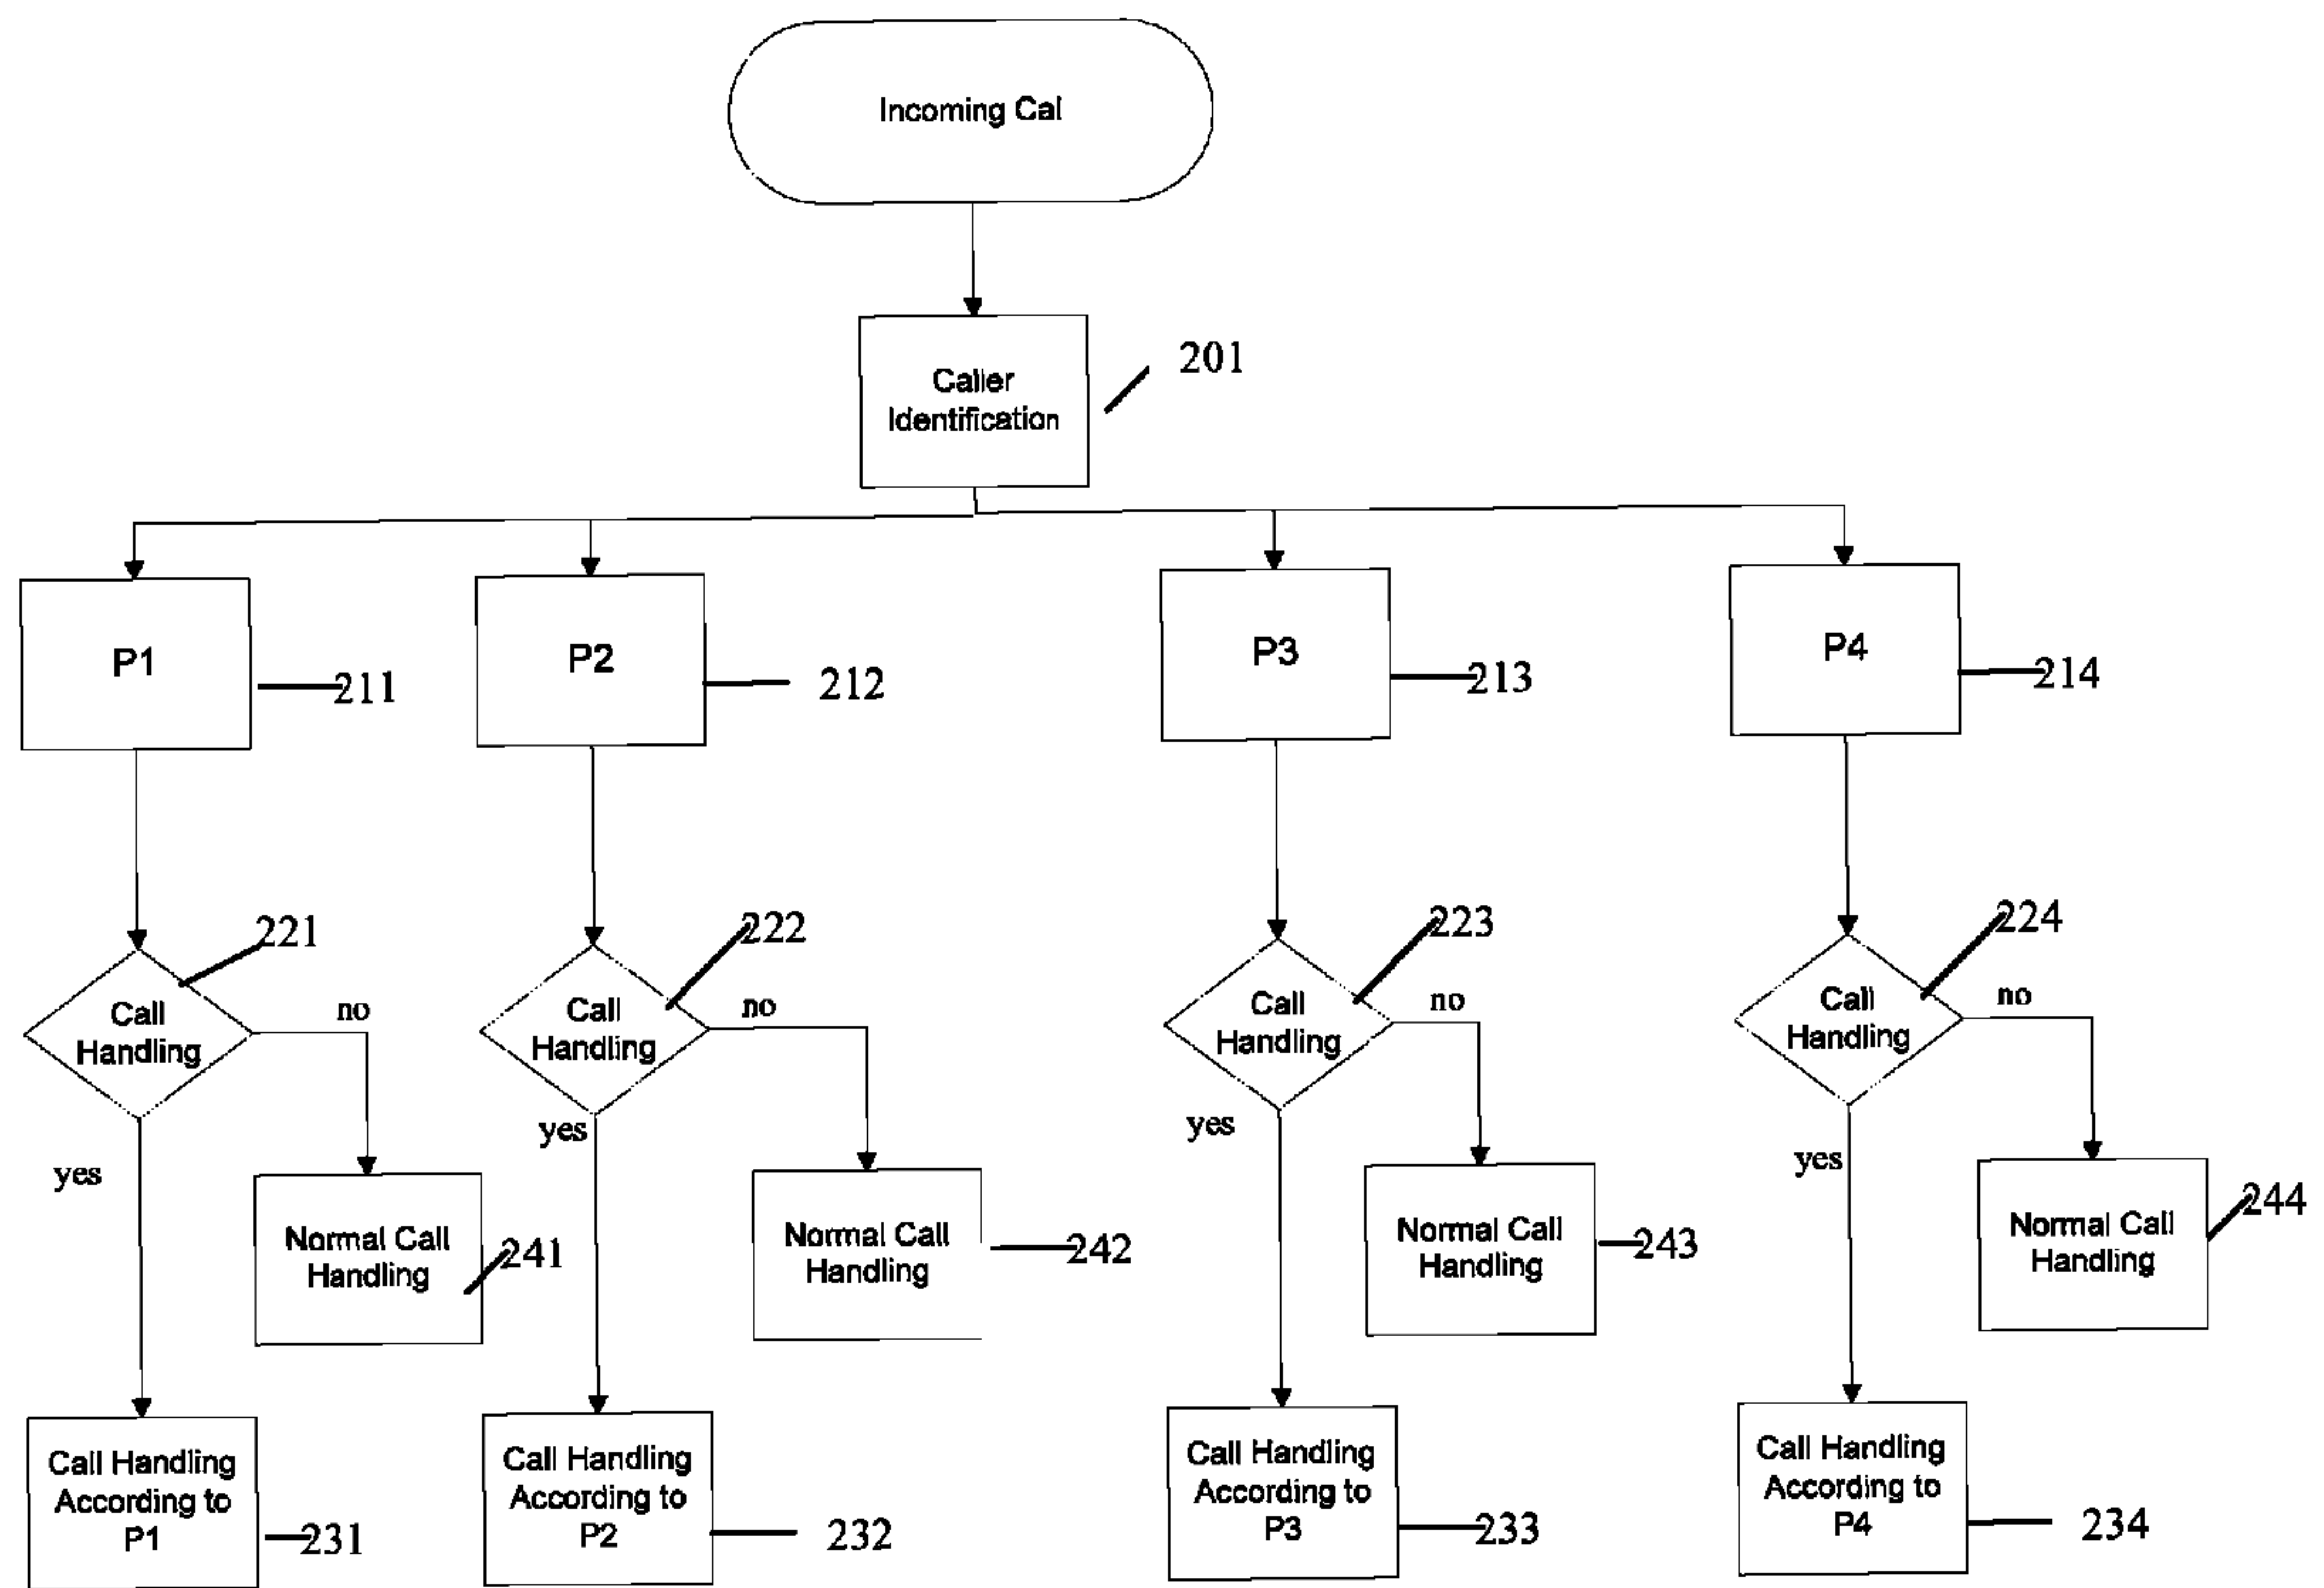 Incoming Cal
Caller
Identification
201
P1
211
P2
212
P3
213
P4
214
221
Call
Handling
no
yes
222
Call
Handling
no
yes
223
Call
Handling
no
yes
224
Call
Handling
no
yes
Normal Call
Handling
241
Normal Call
Handling
242
Normal Call
Handling
243
Normal Call
Handling
244
Call Handling
According to
P1
231
Call Handling
According to
P2
232
Call Handling
According to
P3
233
Call Handling
According to
P4
234